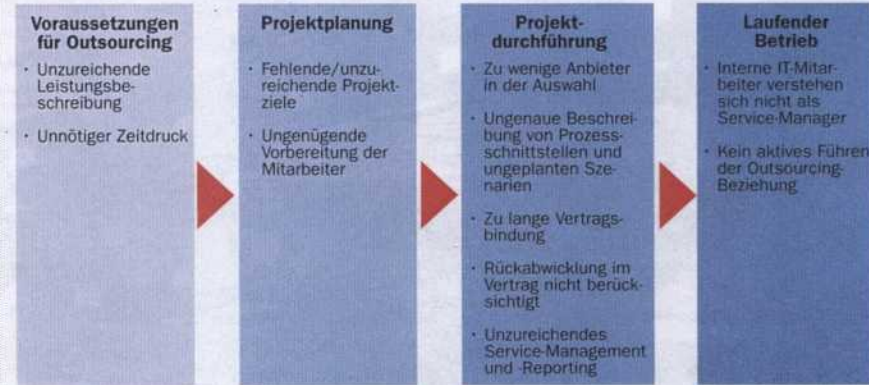 Voraussetzungen
für Outsourcing
· Unzureichende
Leistungsbe-
schreibung
· Unnötiger Zeitdruck
Projektplanung
· Fehlende/unzu-
reichende Projekt-
ziele
· Ungenügende
Vorbereitung der
Mitarbeiter
Projekt-
durchführung
· Zu wenige Anbieter
in der Auswahl
· Ungenaue Beschrei-
bung von Prozess-
schnittstellen und
ungeplanten Sze-
narien
· Zu lange Vertrags-
bindung
· Rückabwicklung im
Vertrag nicht berück-
sichtigt
· Unzureichendes
Service-Management
und -Reporting
Laufender
Betrieb
· Interne IT-Mitar-
beiter verstehen
sich nicht als
Service-Manager
· Kein aktives Führen
der Outsourcing-
Beziehung